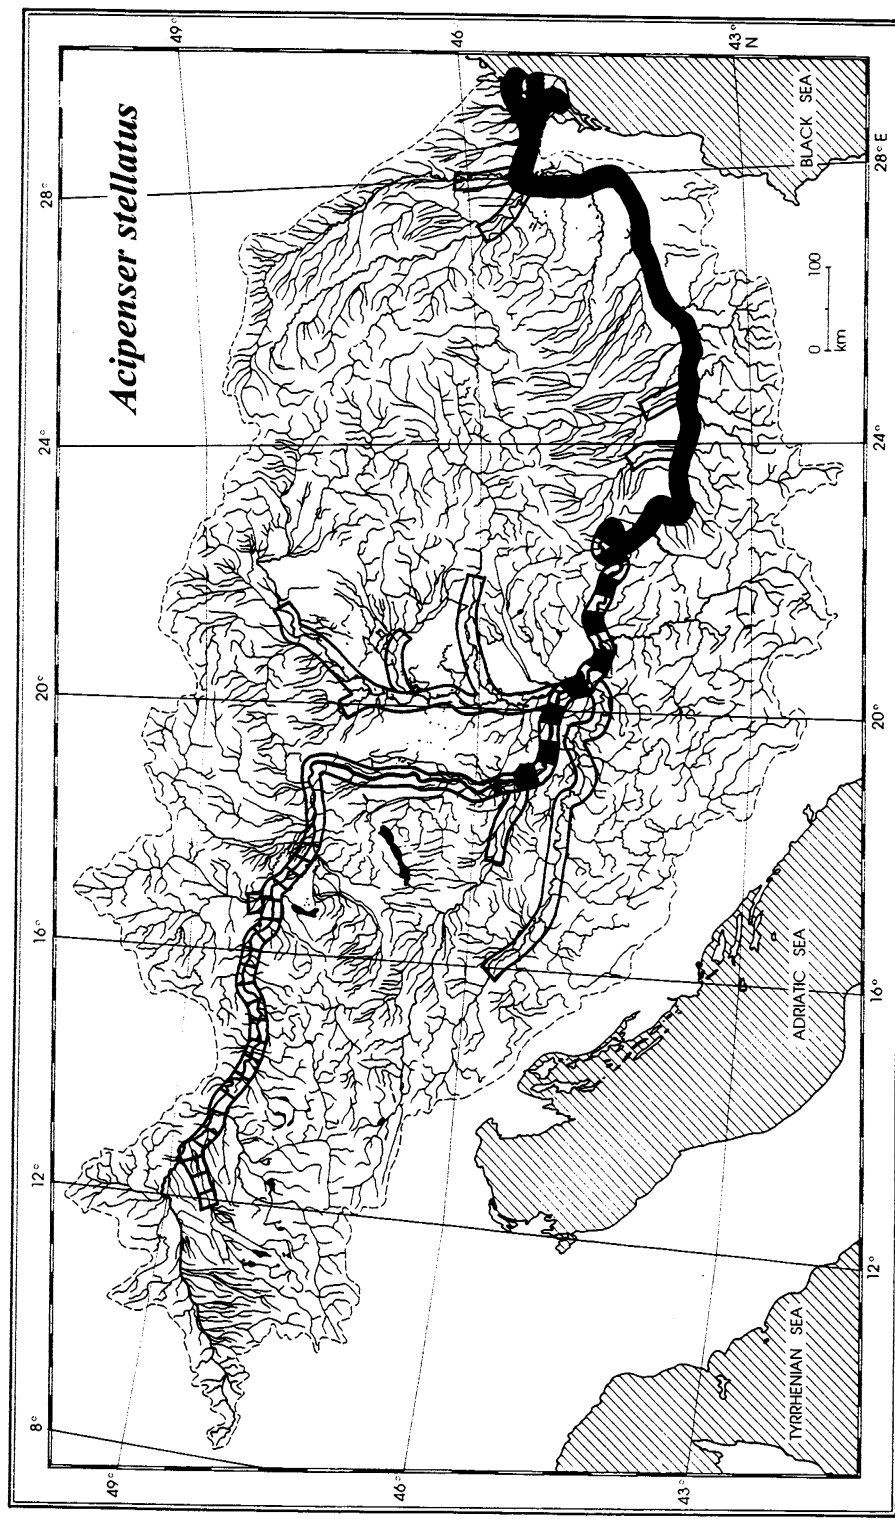 Acipenser stellatus
8°
12°
16°
20°
24°
28°
49°
46°
43°
N
49°
46°
43°
12°
16°
20°
24°
28° E
TYRRHENIAN SEA
ADRIATIC SEA
BLACK SEA
0 100
km